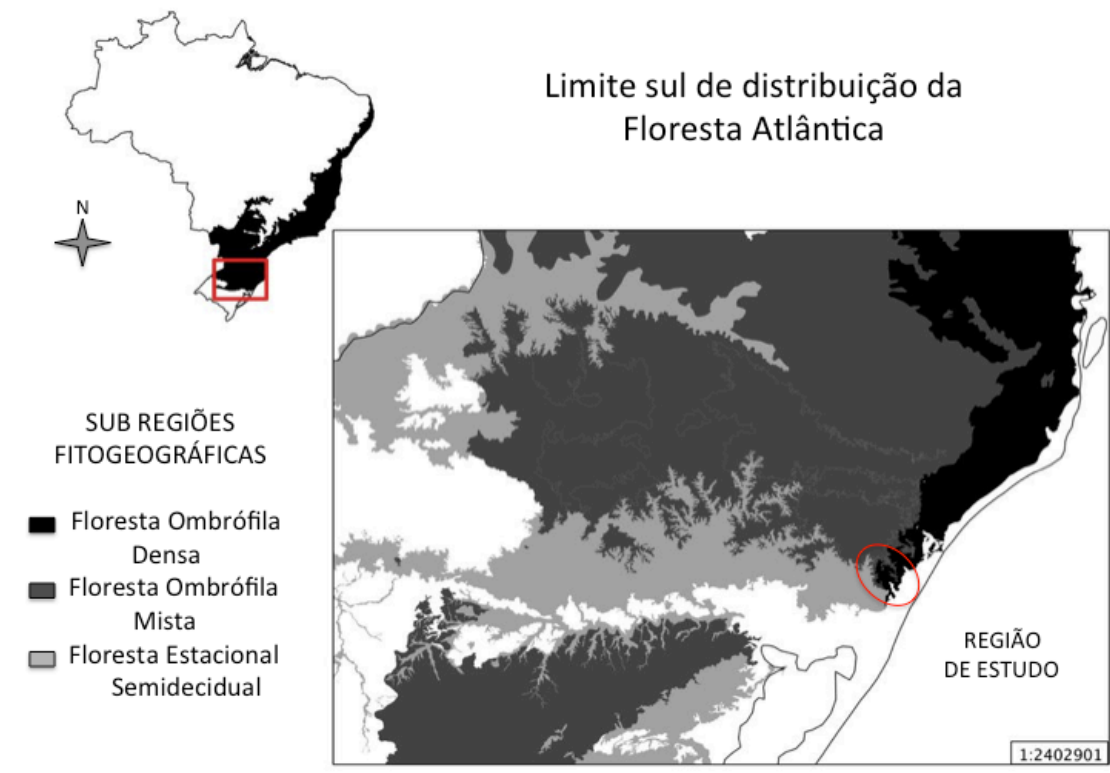 Limite sul de distribuição da
Floresta Atlântica
N
SUB REGIÕES
FITOGEOGRÁFICAS
Floresta Ombrófila
Densa
Floresta Ombrófila
Mista
Floresta Estacional
Semidecidual
REGIÃO
DE ESTUDO
1:2402901